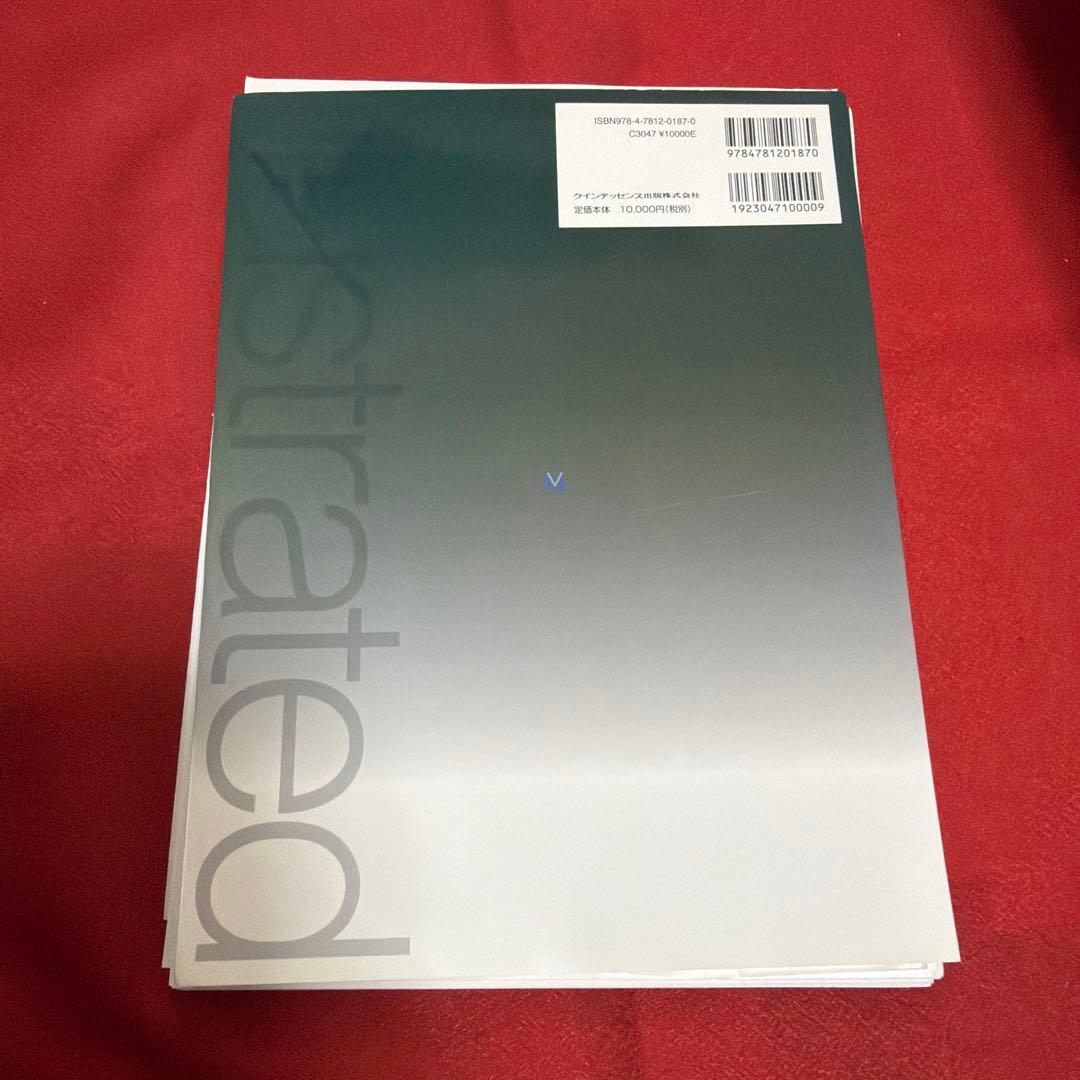 ISBN978-4-7812-0187-0
C3047 ¥10000E
9784781201870
クインテッセンス出版株式会社
定価本体 10,000円(税別)
1923047100009
strated